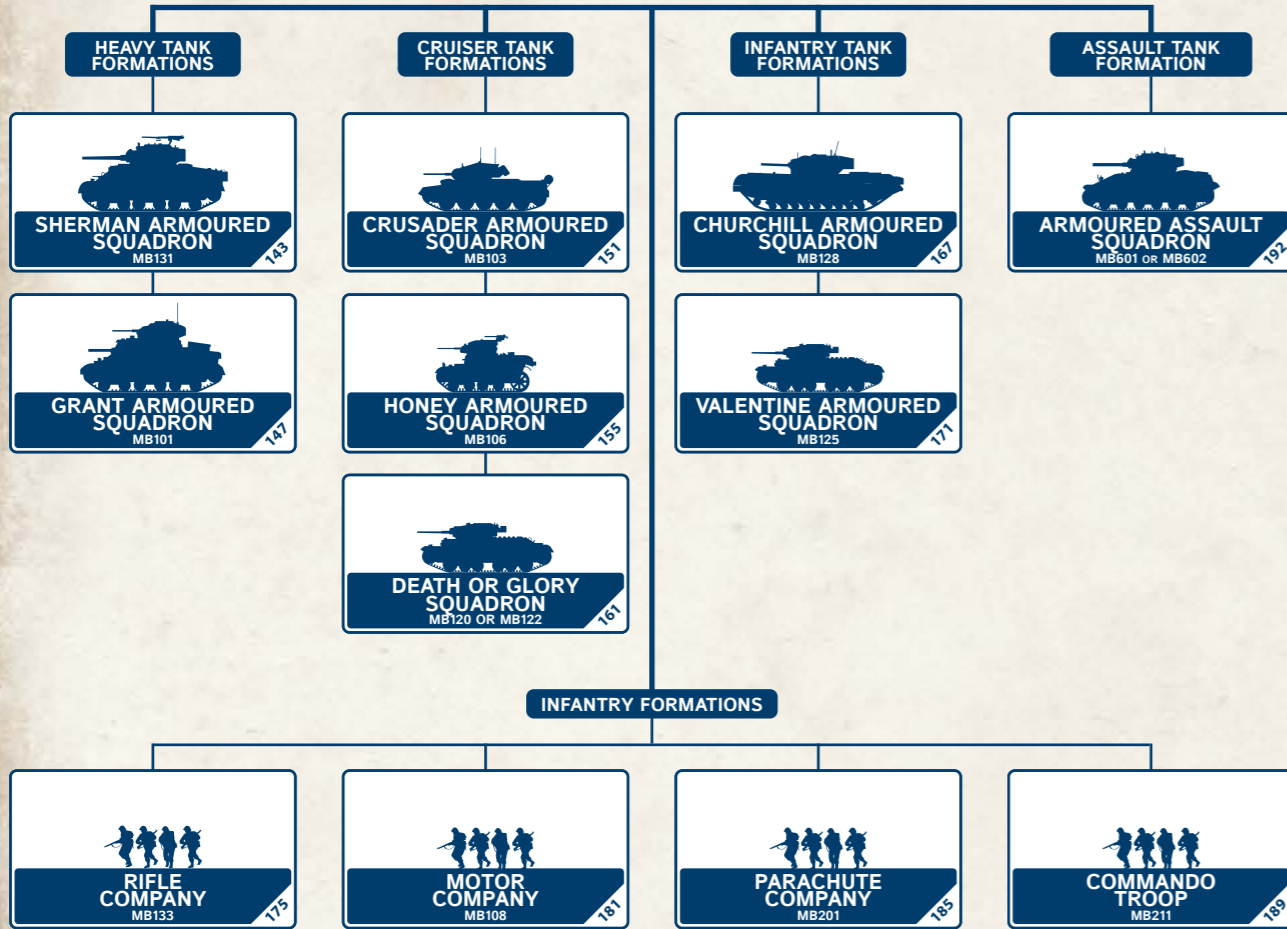 HEAVY TANK
FORMATIONS
CRUISER TANK
FORMATIONS
INFANTRY TANK
FORMATIONS
ASSAULT TANK
FORMATION
SHERMAN ARMOURED
SQUADRON
MB131
143
CRUSADER ARMOURED
SQUADRON
MB103
151
CHURCHILL ARMOURED
SQUADRON
MB128
167
ARMOURED ASSAULT
SQUADRON
MB601 OR MB602
192
GRANT ARMOURED
SQUADRON
MB101
147
HONEY ARMOURED
SQUADRON
MB106
155
VALENTINE ARMOURED
SQUADRON
MB125
171
DEATH OR GLORY
SQUADRON
MB120 OR MB122
161
INFANTRY FORMATIONS
RIFLE
COMPANY
MB133
175
MOTOR
COMPANY
MB108
181
PARACHUTE
COMPANY
MB201
185
COMMANDO
TROOP
MB211
189